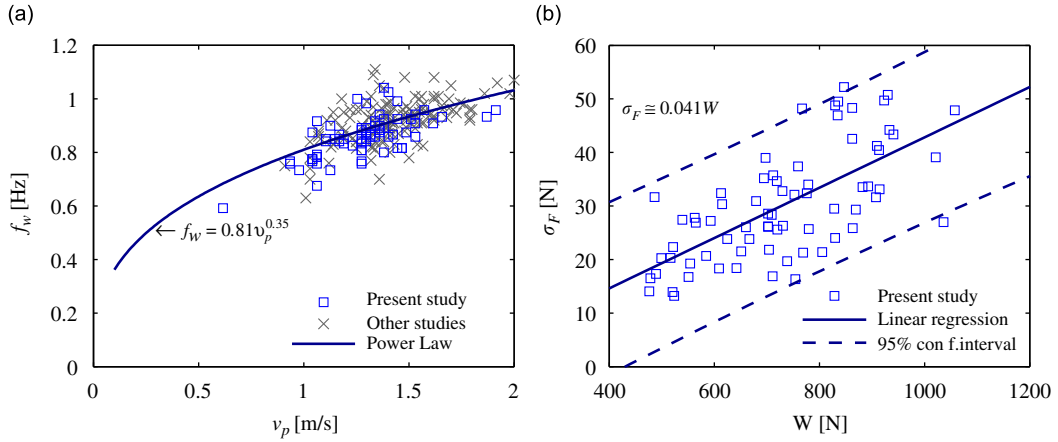 (a)
1.2
1
0.8
0.6
0.4
0.2
0
f_w [Hz]
← f_W = 0.81υ_p^0.35
Present study
Other studies
Power Law
0 0.5 1 1.5 2
v_p [m/s]
(b)
60
50
40
30
20
10
0
σ_F [N]
σ_F ≅ 0.041W
Present study
Linear regression
95% con f.interval
400 600 800 1000 1200
W [N]